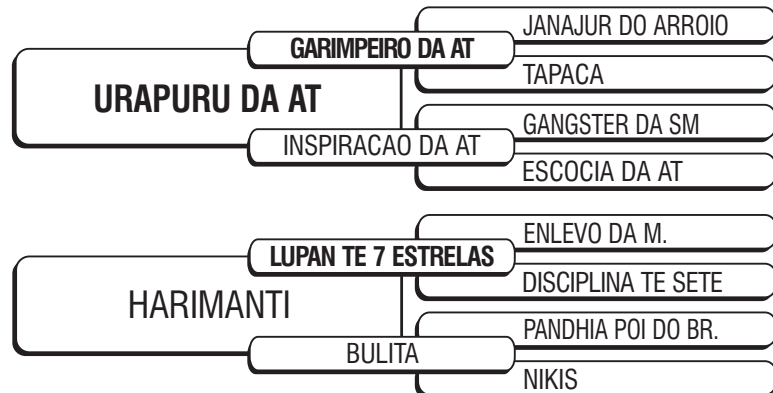 JANAJUR DO ARROIO
GARIMPEIRO DA AT
TAPACA
URAPURU DA AT
GANGSTER DA SM
INSPIRACAO DA AT
ESCOCIA DA AT
ENLEVO DA M.
LUPAN TE 7 ESTRELAS
DISCIPLINA TE SETE
HARIMANTI
PANDHIA POI DO BR.
BULITA
NIKIS